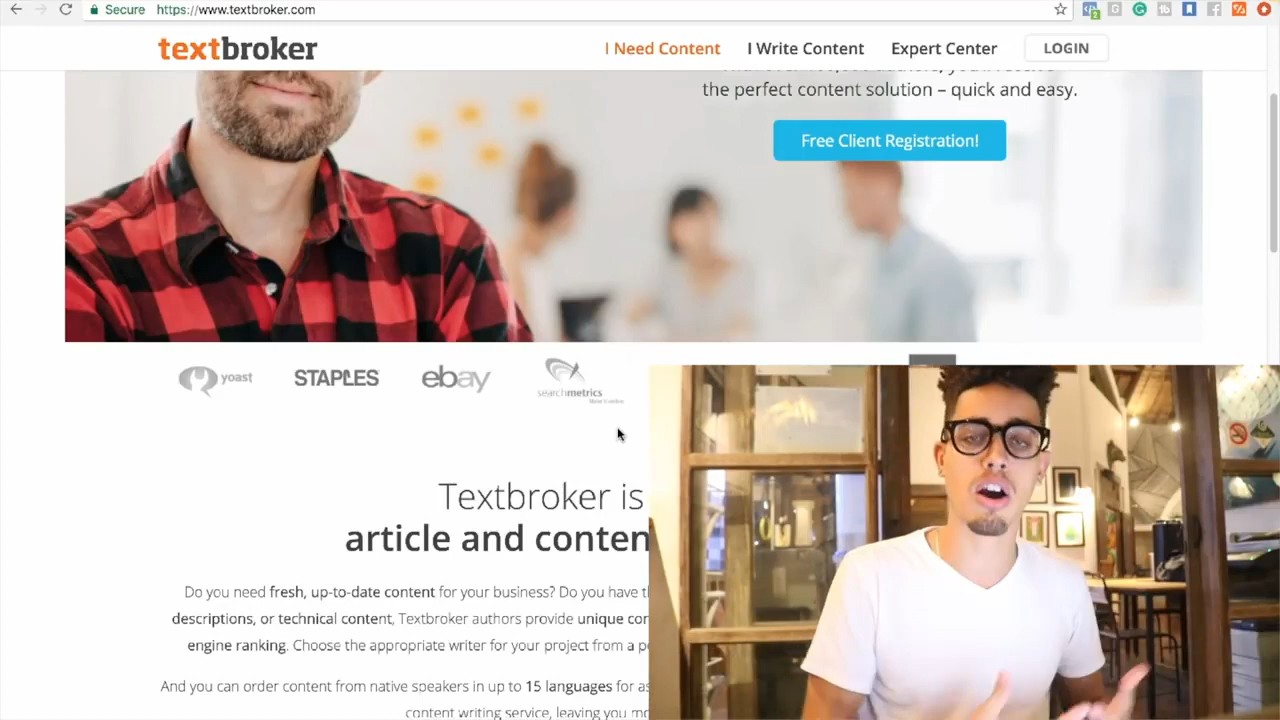 Secure https://www.textbroker.com
textbroker I Need Content I Write Content Expert Center LOGIN
the perfect content solution – quick and easy.
Free Client Registration!
yoast STAPLES ebay searchmetrics
Textbroker is
article and conten
Do you need fresh, up-to-date content for your business? Do you have t
descriptions, or technical content, Textbroker authors provide unique con
engine ranking. Choose the appropriate writer for your project from a p
And you can order content from native speakers in up to 15 languages for as
content writing service, leaving you mo